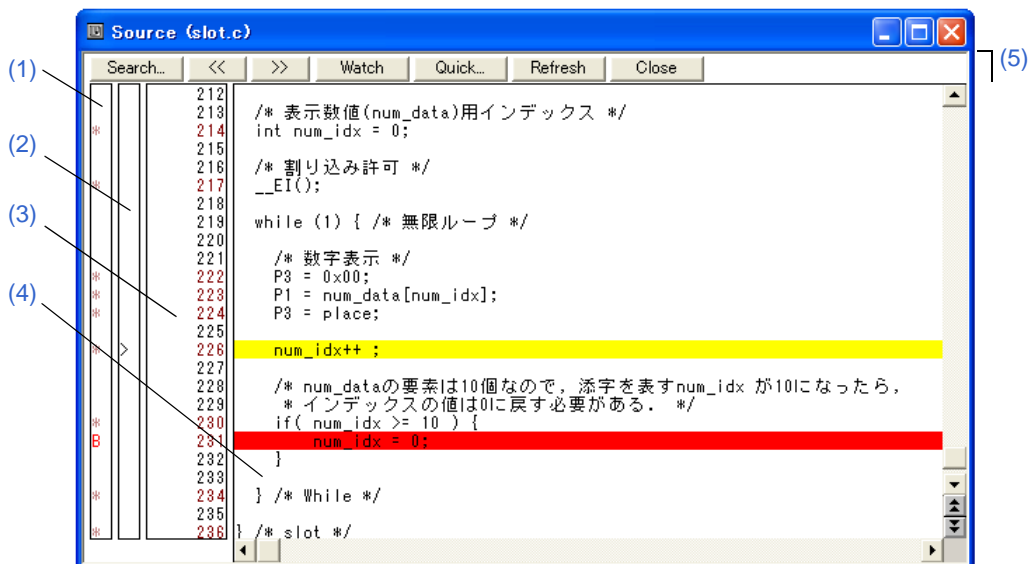 Source (slot.c)
(5)
(1)
Search... << >> Watch Quick... Refresh Close
212
213 /* 表示数値(num_data)用インデックス */
* 214 int num_idx = 0;
(2)
215
216 /* 割り込み許可 */
* 217 __EI();
218
(3)
219 while (1) { /* 無限ループ */
220
221 /* 数字表示 */
* 222 P3 = 0x00;
(4)
* 223 P1 = num_data[num_idx];
* 224 P3 = place;
225
* > 226 num_idx++ ;
227
228 /* num_dataの要素は10個なので，添字を表すnum_idx が10になったら，
229 * インデックスの値は0に戻す必要がある． */
* 230 if( num_idx >= 10 ) {
B 231 num_idx = 0;
232 }
233
* 234 } /* While */
235
* 236 } /* slot */